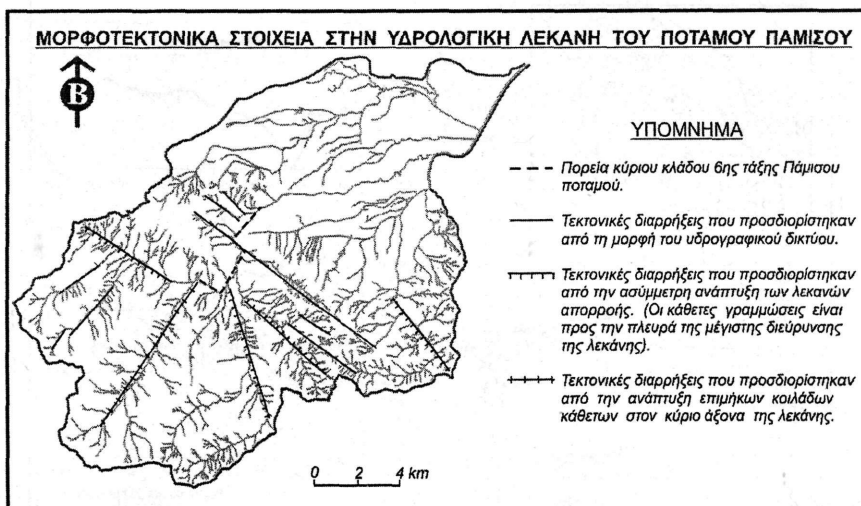 ΜΟΡΦΟΤΕΚΤΟΝΙΚΑ ΣΤΟΙΧΕΙΑ ΣΤΗΝ ΥΔΡΟΛΟΓΙΚΗ ΛΕΚΑΝΗ ΤΟΥ ΠΟΤΑΜΟΥ ΠΑΜΙΣΟΥ
Β
ΥΠΟΜΝΗΜΑ
Πορεία κύριου κλάδου 6ης τάξης Πάμισου
ποταμού.
Τεκτονικές διαρρήξεις που προσδιορίστηκαν
από τη μορφή του υδρογραφικού δικτύου.
Τεκτονικές διαρρήξεις που προσδιορίστηκαν
από την ασύμμετρη ανάπτυξη των λεκανών
απορροής. (Οι κάθετες γραμμώσεις είναι
προς την πλευρά της μέγιστης διεύρυνσης
της λεκάνης).
Τεκτονικές διαρρήξεις που προσδιορίστηκαν
από την ανάπτυξη επιμήκων κοιλάδων
κάθετων στον κύριο άξονα της λεκάνης.
0 2 4 km